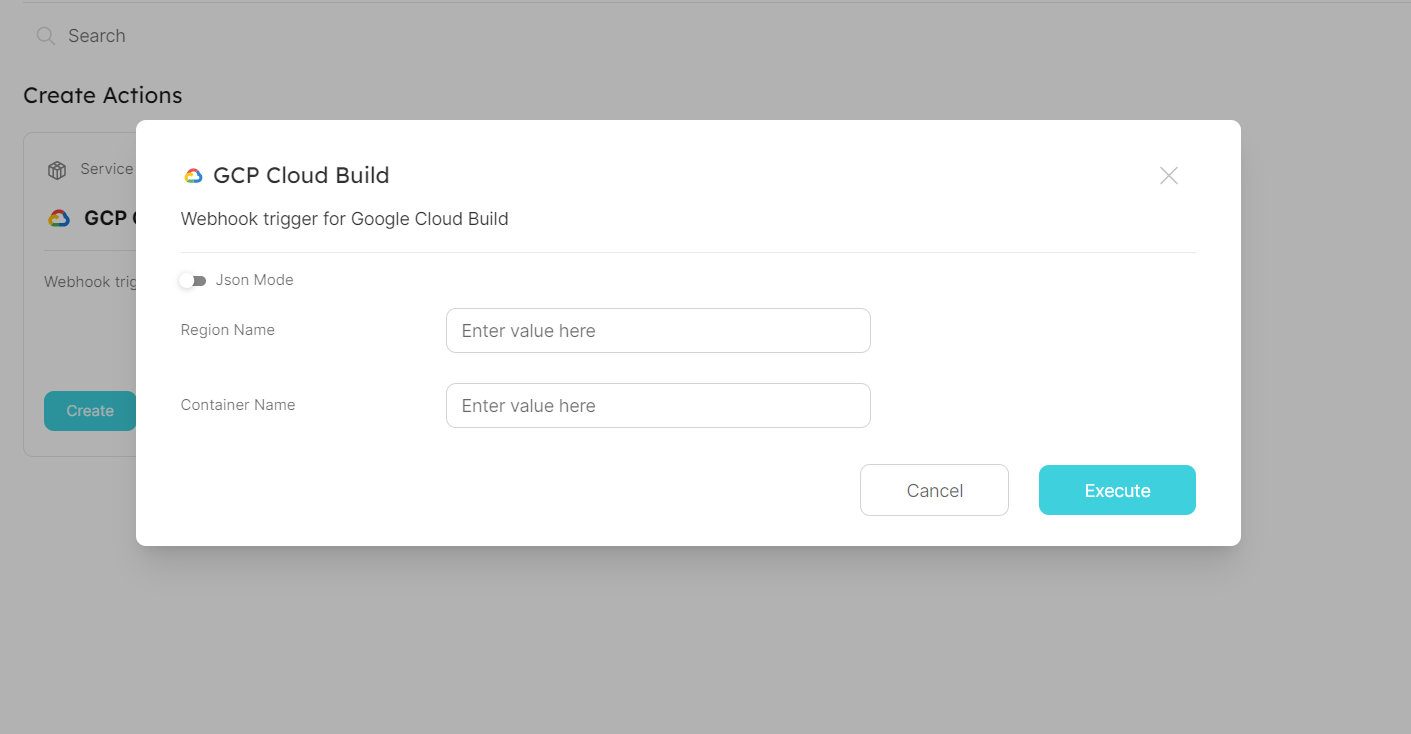 Search
Create Actions
Service
GCP
Webhook
Create
GCP Cloud Build
Webhook trigger for Google Cloud Build
Json Mode
Region Name
Enter value here
Container Name
Enter value here
Cancel
Execute